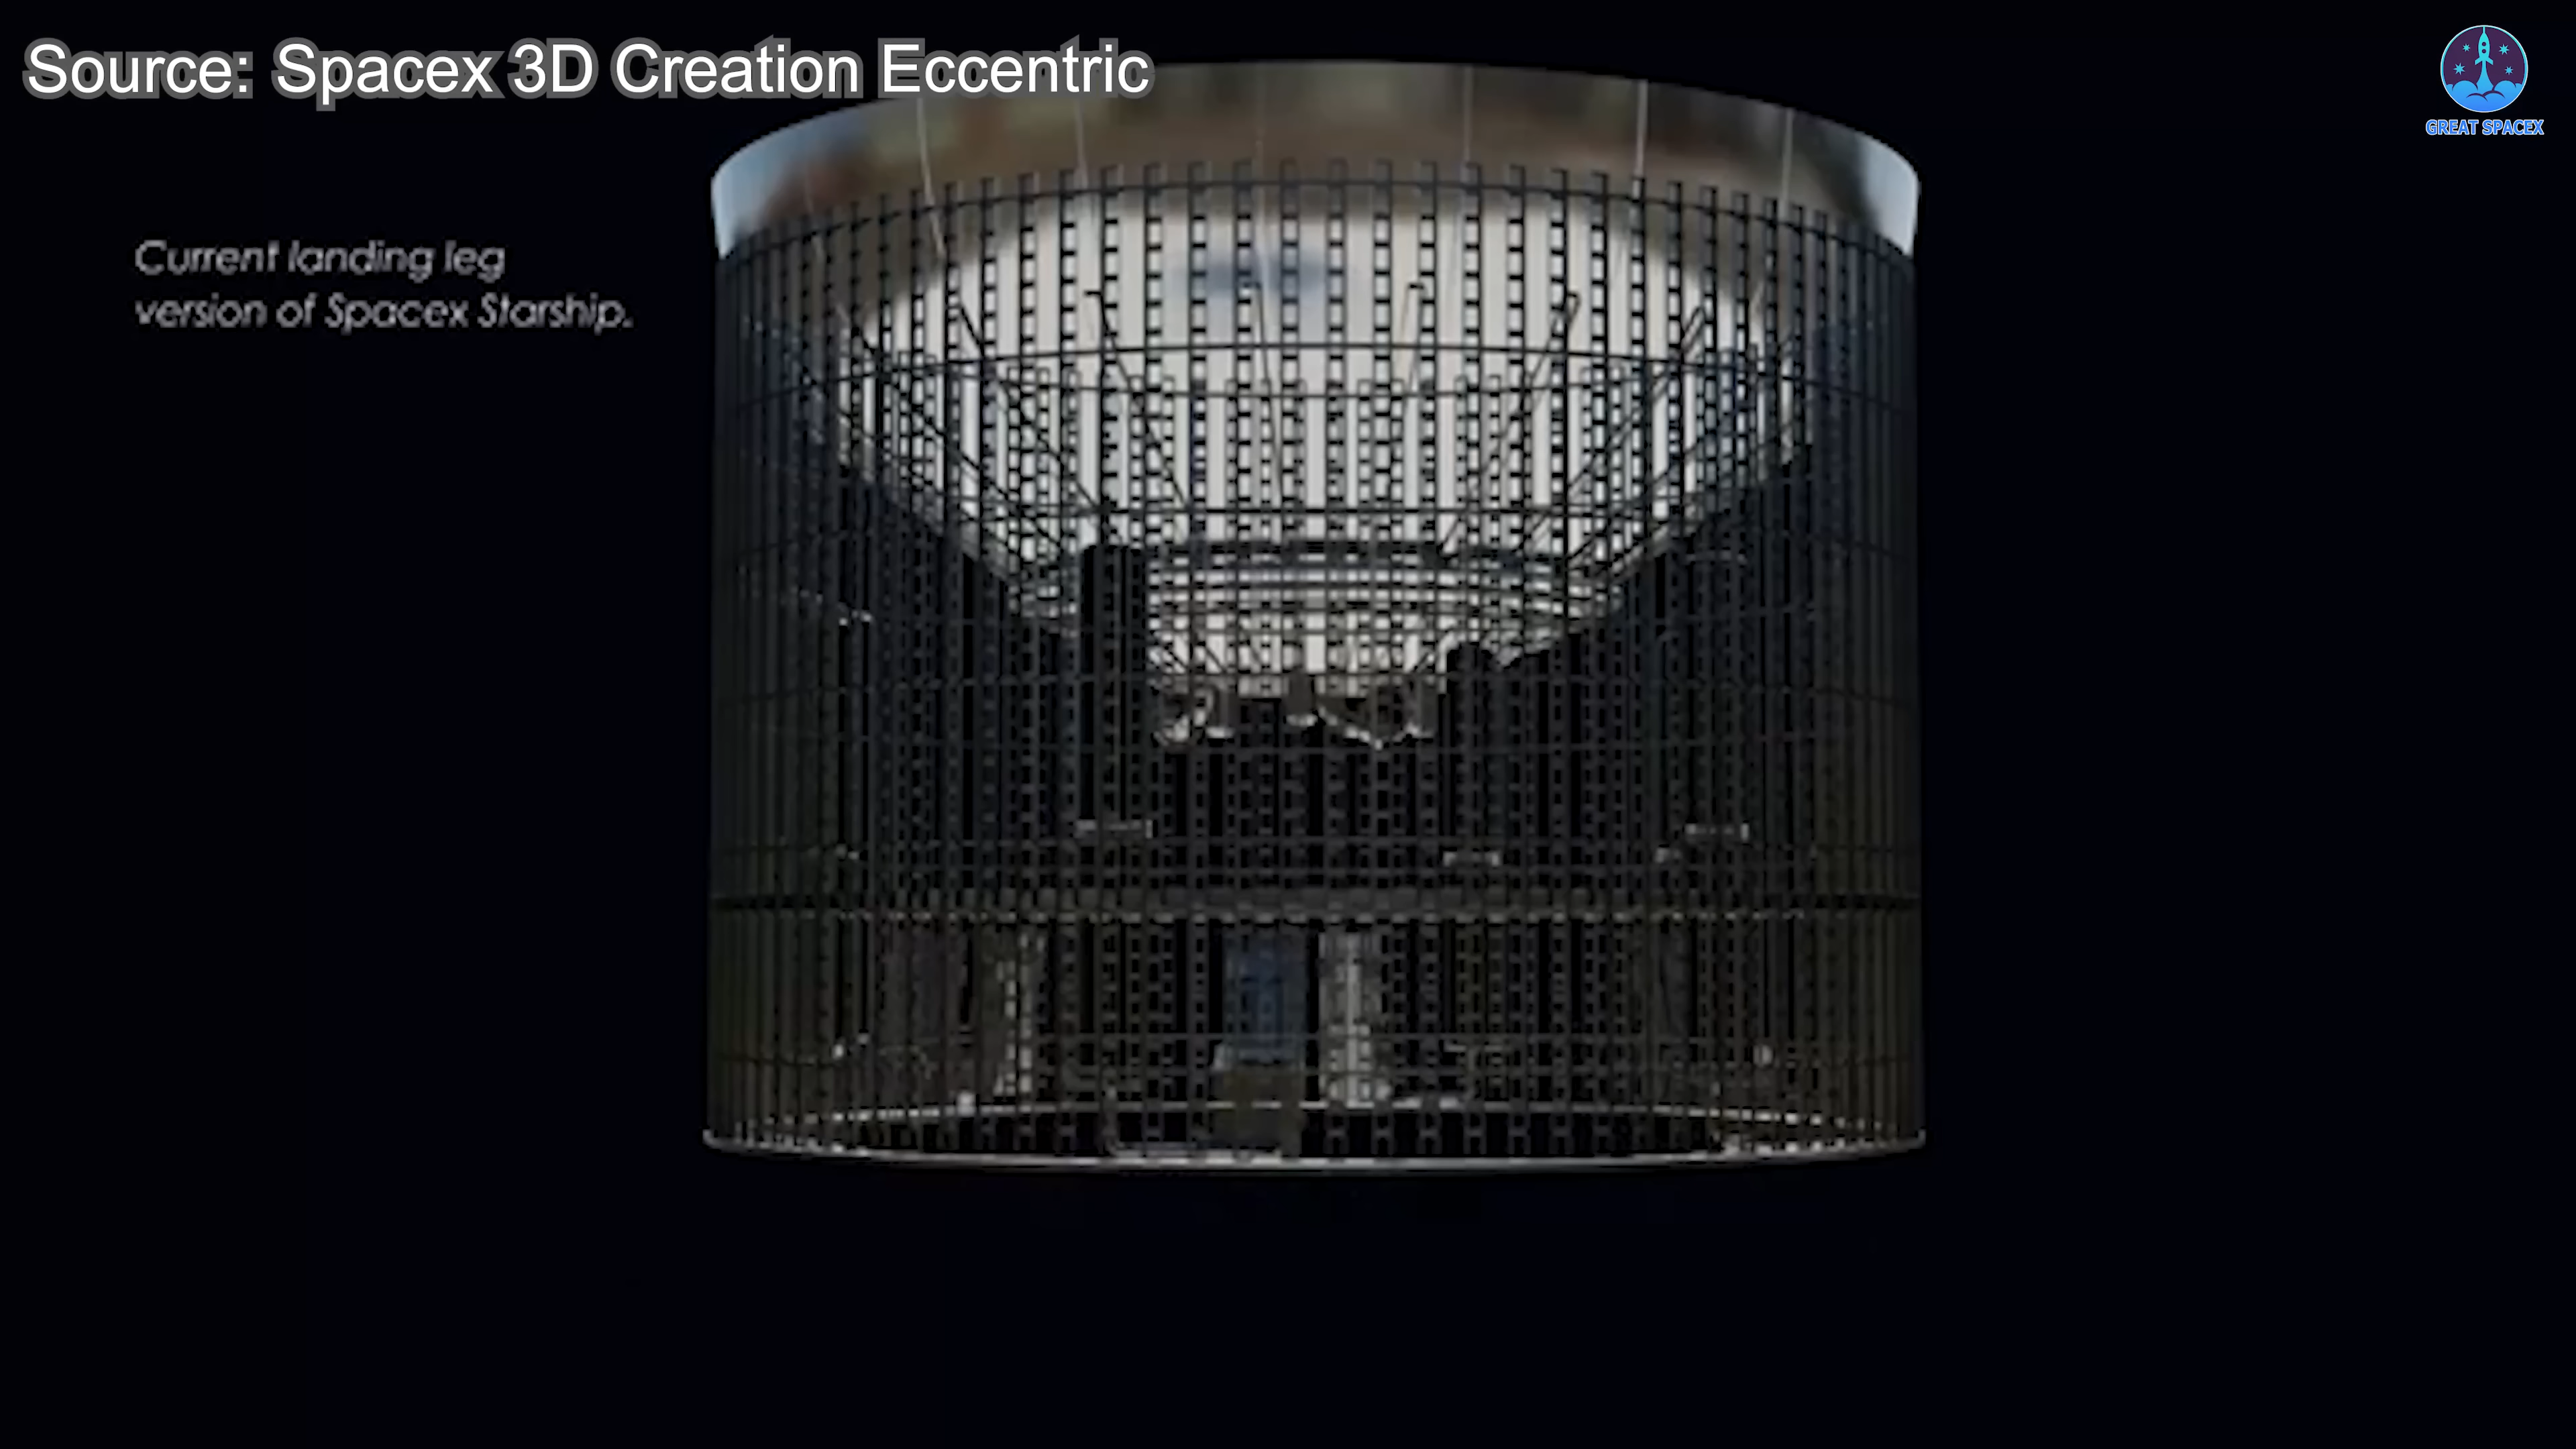 Source: Spacex 3D Creation Eccentric
GREAT SPACEX
Current landing leg
version of Spacex Starship.